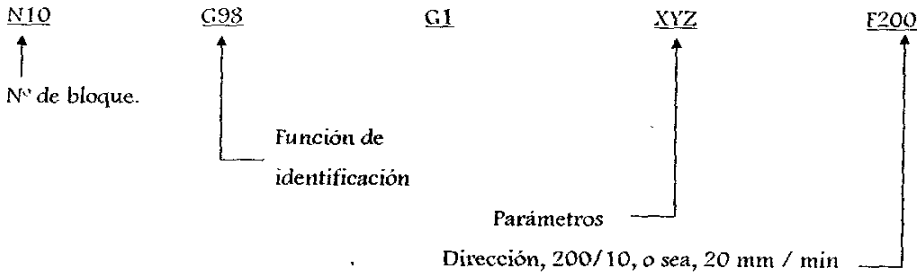 N10 G98 G1 XYZ F200
Nº de bloque.
Función de
identificación
Parámetros
Dirección, 200/10, o sea, 20 mm / min